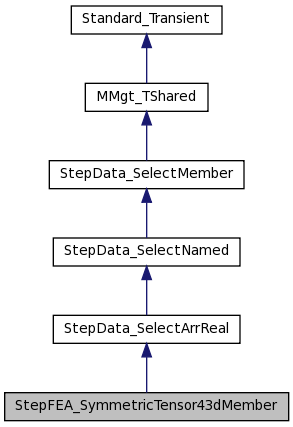 Standard_Transient
MMgt_TShared
StepData_SelectMember
StepData_SelectNamed
StepData_SelectArrReal
StepFEA_SymmetricTensor43dMember